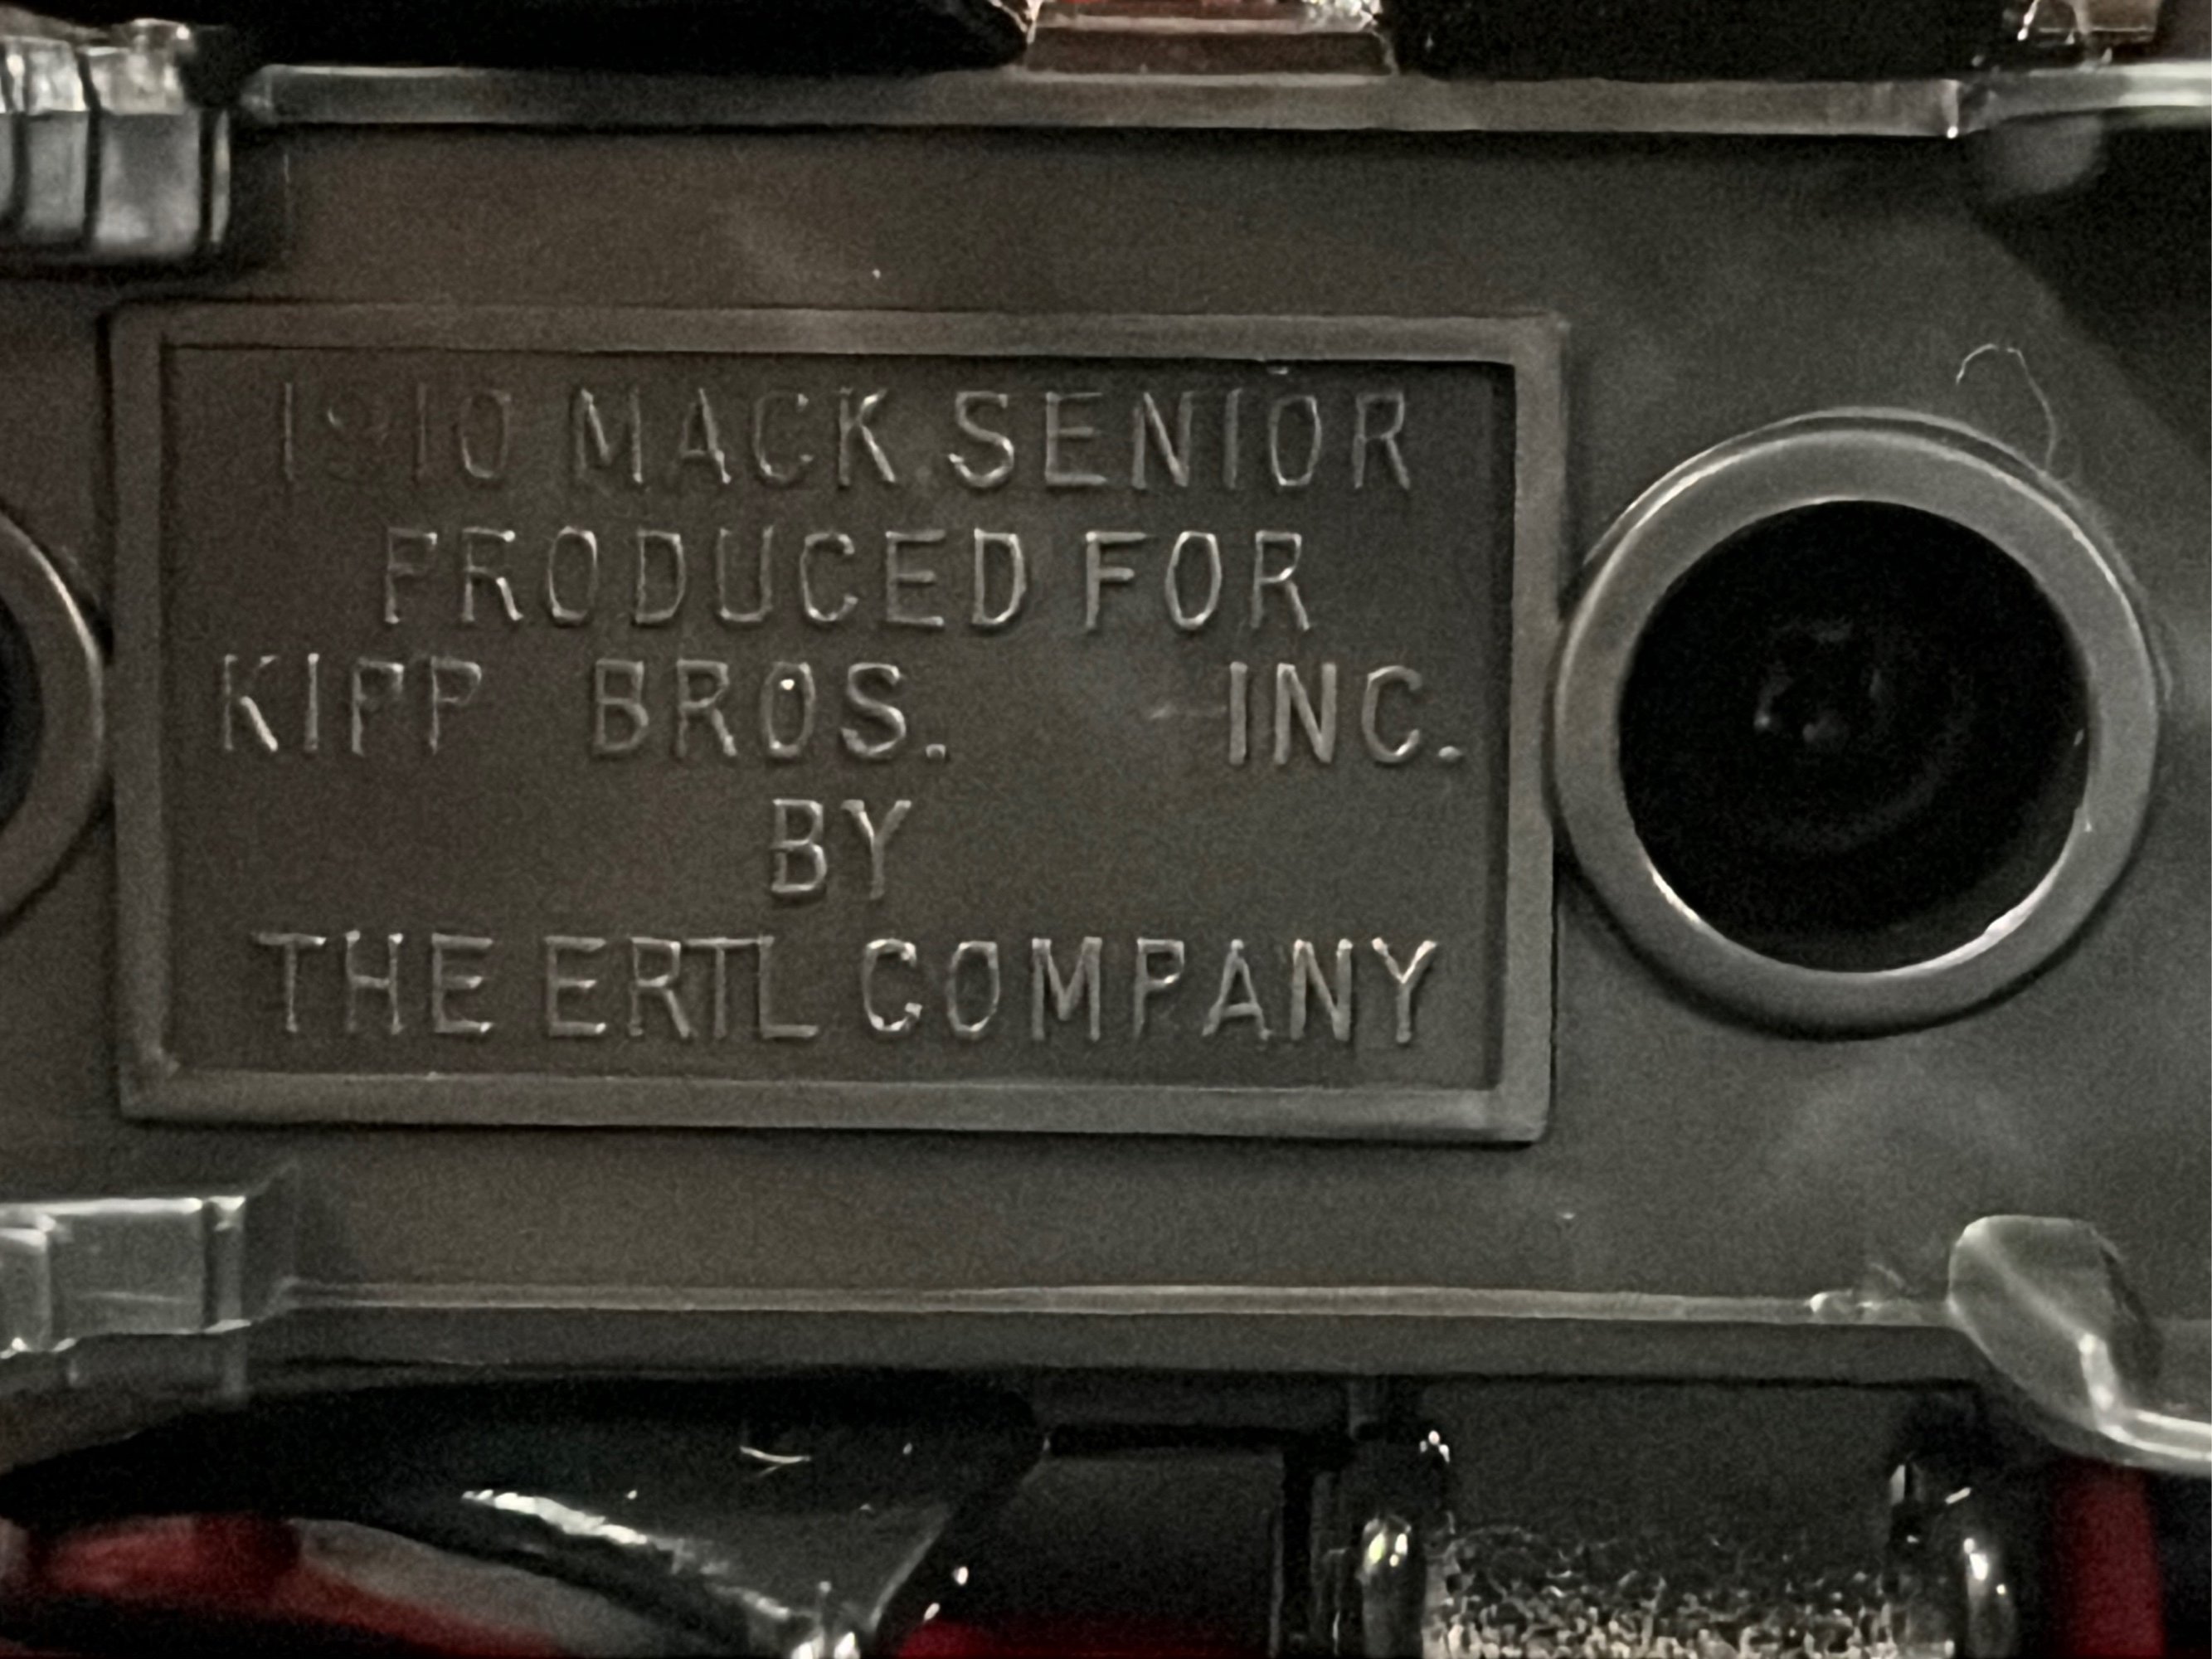 1910 MACK SENIOR
PRODUCED FOR
KIPP BROS. INC.
BY
THE ERTL COMPANY